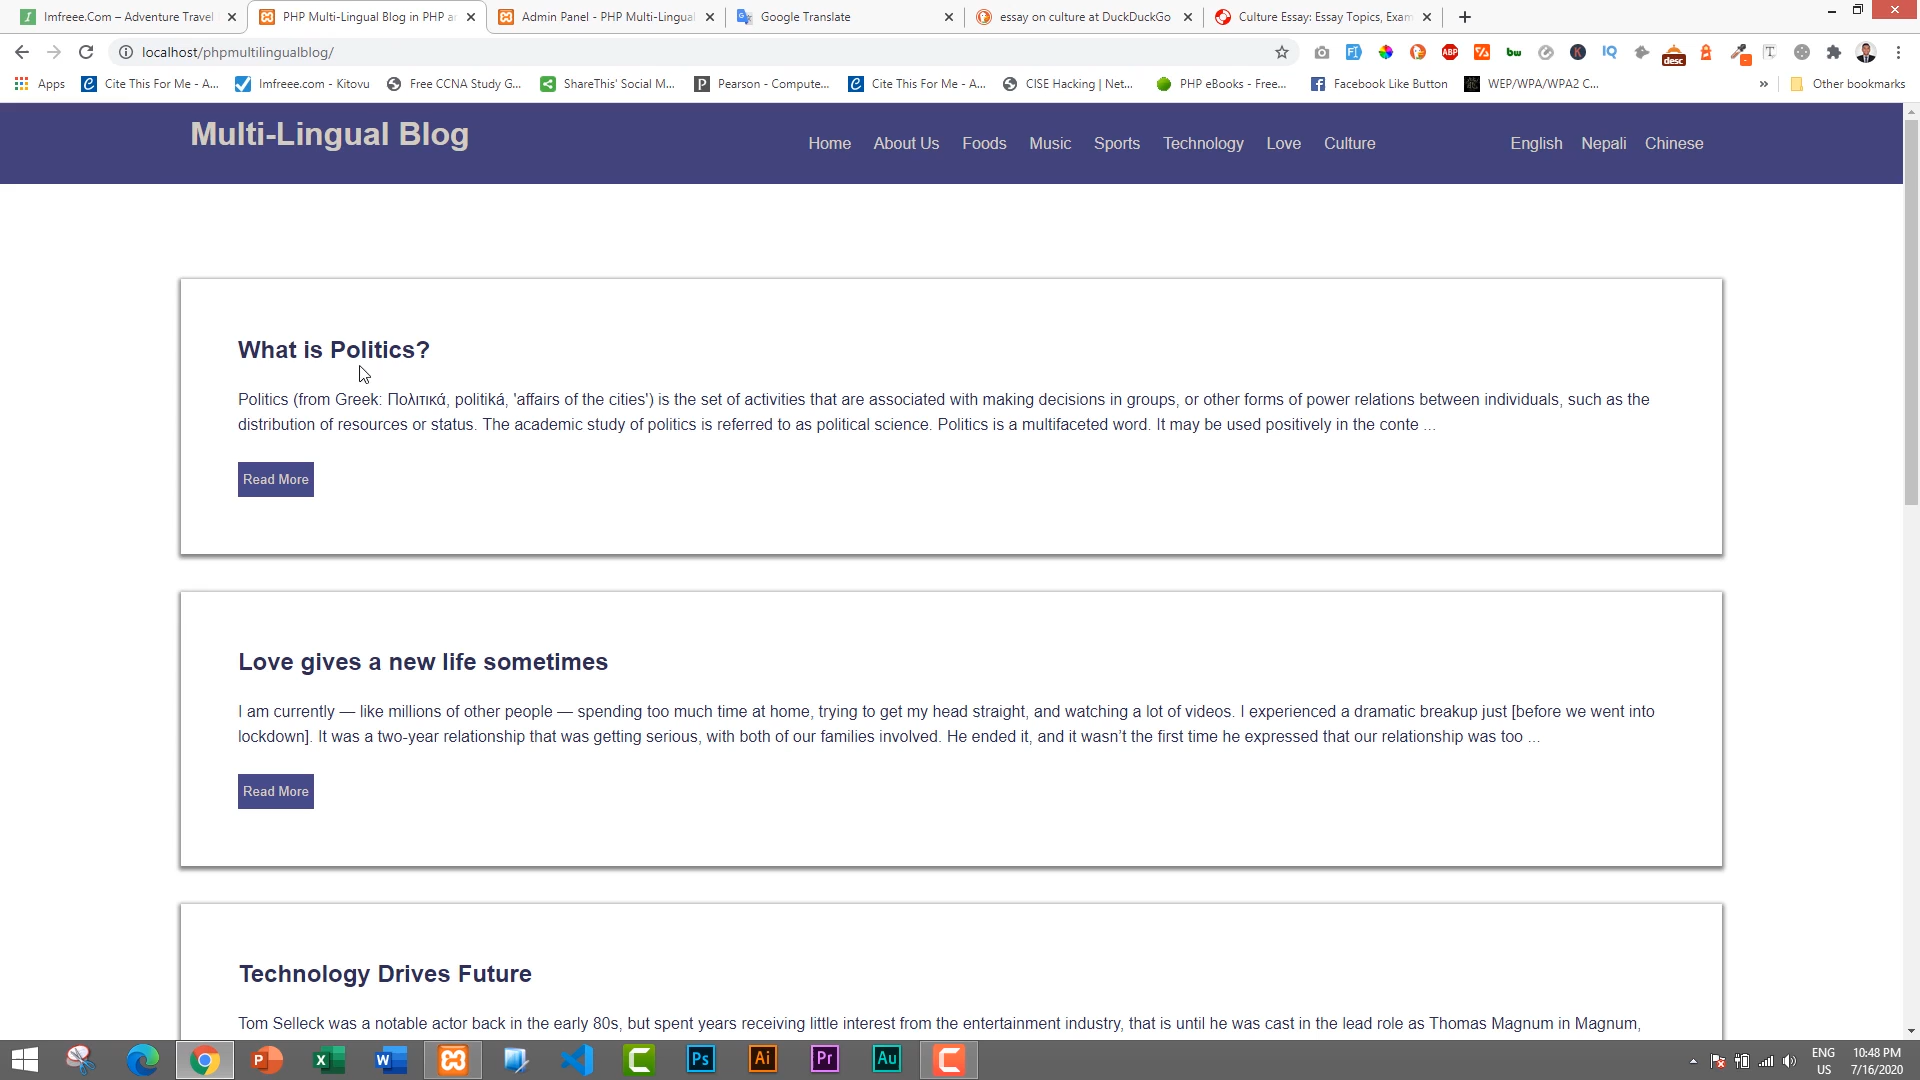 Imfreee.Com – Adventure Travel
PHP Multi-Lingual Blog in PHP an
Admin Panel - PHP Multi-Lingual
Google Translate
essay on culture at DuckDuckGo
Culture Essay: Essay Topics, Exam
localhost/phpmultilingualblog/
ABP
bw
K
IQ
desc
T
Apps
Cite This For Me - A...
Imfreee.com - Kitovu
Free CCNA Study G...
ShareThis' Social M...
Pearson - Compute...
Cite This For Me - A...
CISE Hacking | Net...
PHP eBooks - Free...
Facebook Like Button
WEP/WPA/WPA2 C...
»
Other bookmarks
Multi-Lingual Blog
Home About Us Foods Music Sports Technology Love Culture
English Nepali Chinese
What is Politics?
Politics (from Greek: Πολιτικά, politiká, 'affairs of the cities') is the set of activities that are associated with making decisions in groups, or other forms of power relations between individuals, such as the
distribution of resources or status. The academic study of politics is referred to as political science. Politics is a multifaceted word. It may be used positively in the conte ...
Read More
Love gives a new life sometimes
I am currently — like millions of other people — spending too much time at home, trying to get my head straight, and watching a lot of videos. I experienced a dramatic breakup just [before we went into
lockdown]. It was a two-year relationship that was getting serious, with both of our families involved. He ended it, and it wasn’t the first time he expressed that our relationship was too ...
Read More
Technology Drives Future
Tom Selleck was a notable actor back in the early 80s, but spent years receiving little interest from the entertainment industry, that is until he was cast in the lead role as Thomas Magnum in Magnum,
Ps
Ai
Pr
Au
ENG
US
10:48 PM
7/16/2020